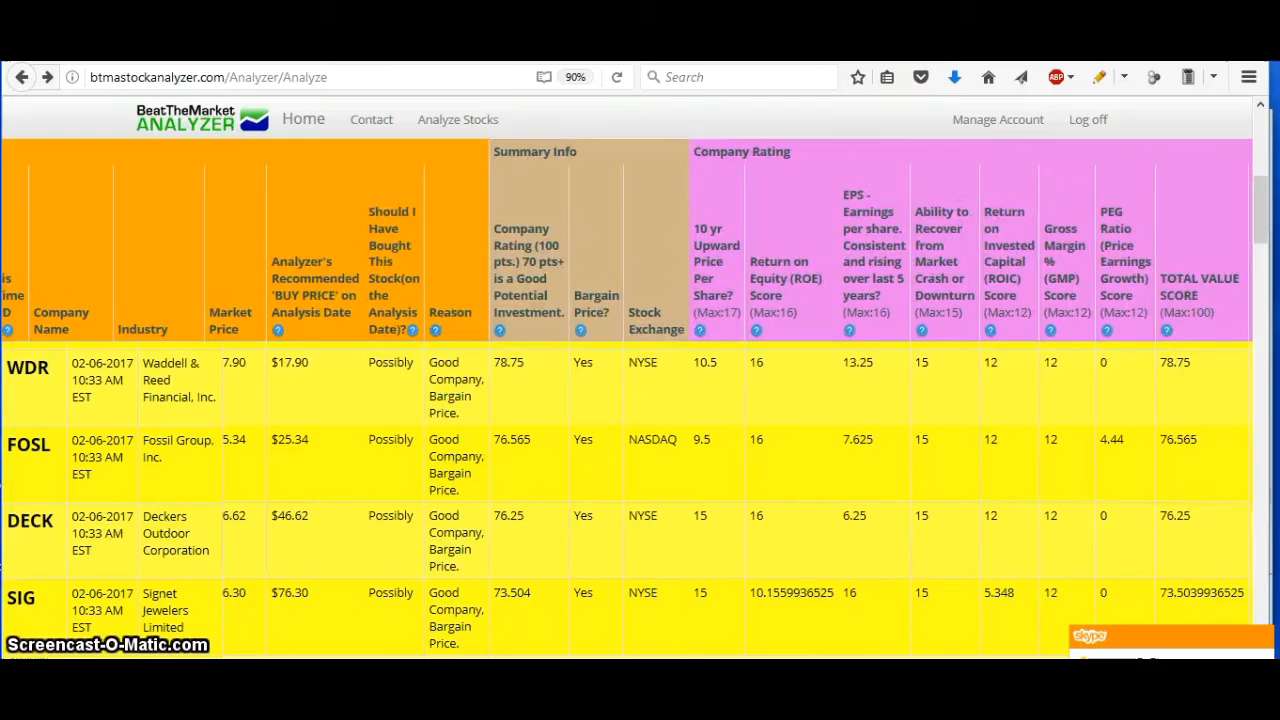 btmastockanalyzer.com/Analyzer/Analyze
90%
Search
ABP
BeatTheMarket
ANALYZER
Home
Contact
Analyze Stocks
Manage Account
Log off
Summary Info
Company Rating
is
ime
D
Company
Name
Industry
Market
Price
Analyzer's
Recommended
'BUY PRICE' on
Analysis Date
Should I
Have
Bought
This
Stock(on
the
Analysis
Date)?
Reason
Company
Rating (100
pts.) 70 pts+
is a Good
Potential
Investment.
Bargain
Price?
Stock
Exchange
10 yr
Upward
Price
Per
Share?
(Max:17)
Return on
Equity (ROE)
Score
(Max:16)
EPS -
Earnings
per share.
Consistent
and rising
over last 5
years?
(Max:16)
Ability to
Recover
from
Market
Crash or
Downturn
(Max:15)
Return
on
Invested
Capital
(ROIC)
Score
(Max:12)
Gross
Margin
%
(GMP)
Score
(Max:12)
PEG
Ratio
(Price
Earnings
Growth)
Score
(Max:12)
TOTAL VALUE
SCORE
(Max:100)
WDR
02-06-2017
10:33 AM
EST
Waddell &
Reed
Financial, Inc.
7.90
$17.90
Possibly
Good
Company,
Bargain
Price.
78.75
Yes
NYSE
10.5
16
13.25
15
12
12
0
78.75
FOSL
02-06-2017
10:33 AM
EST
Fossil Group,
Inc.
5.34
$25.34
Possibly
Good
Company,
Bargain
Price.
76.565
Yes
NASDAQ
9.5
16
7.625
15
12
12
4.44
76.565
DECK
02-06-2017
10:33 AM
EST
Deckers
Outdoor
Corporation
6.62
$46.62
Possibly
Good
Company,
Bargain
Price.
76.25
Yes
NYSE
15
16
6.25
15
12
12
0
76.25
SIG
02-06-2017
10:33 AM
EST
Signet
Jewelers
Limited
6.30
$76.30
Possibly
Good
Company,
Bargain
Price.
73.504
Yes
NYSE
15
10.1559936525
16
15
5.348
12
0
73.5039936525
Screencast-O-Matic.com
skype